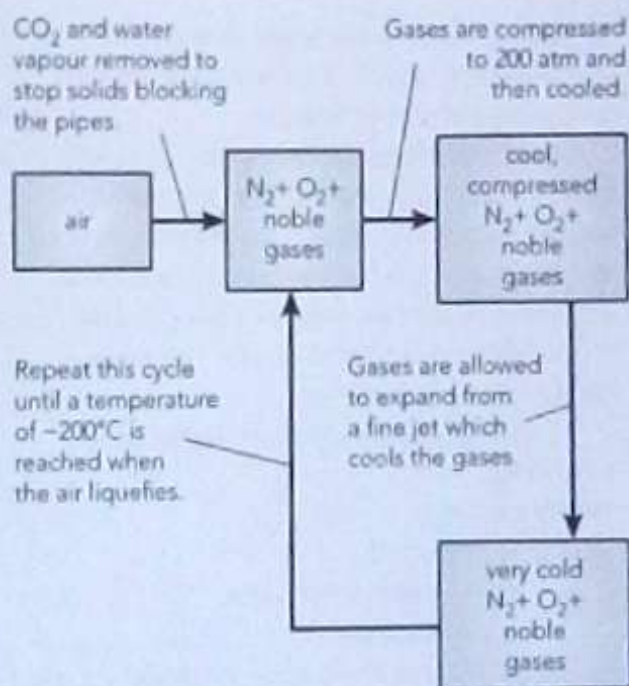 CO₂ and water
vapour removed to
stop solids blocking
the pipes.
Gases are compressed
to 200 atm and
then cooled.
air
N₂+ O₂+
noble
gases
cool,
compressed
N₂+ O₂+
noble
gases
Repeat this cycle
until a temperature
of –200°C is
reached when
the air liquefies.
Gases are allowed
to expand from
a fine jet which
cools the gases
very cold
N₂+ O₂+
noble
gases